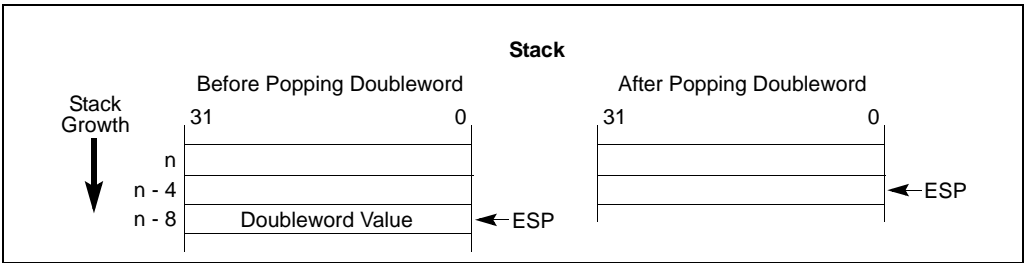 Stack
Before Popping Doubleword
After Popping Doubleword
Stack
Growth
31 0
31 0
n
n - 4
ESP
n - 8 Doubleword Value ESP